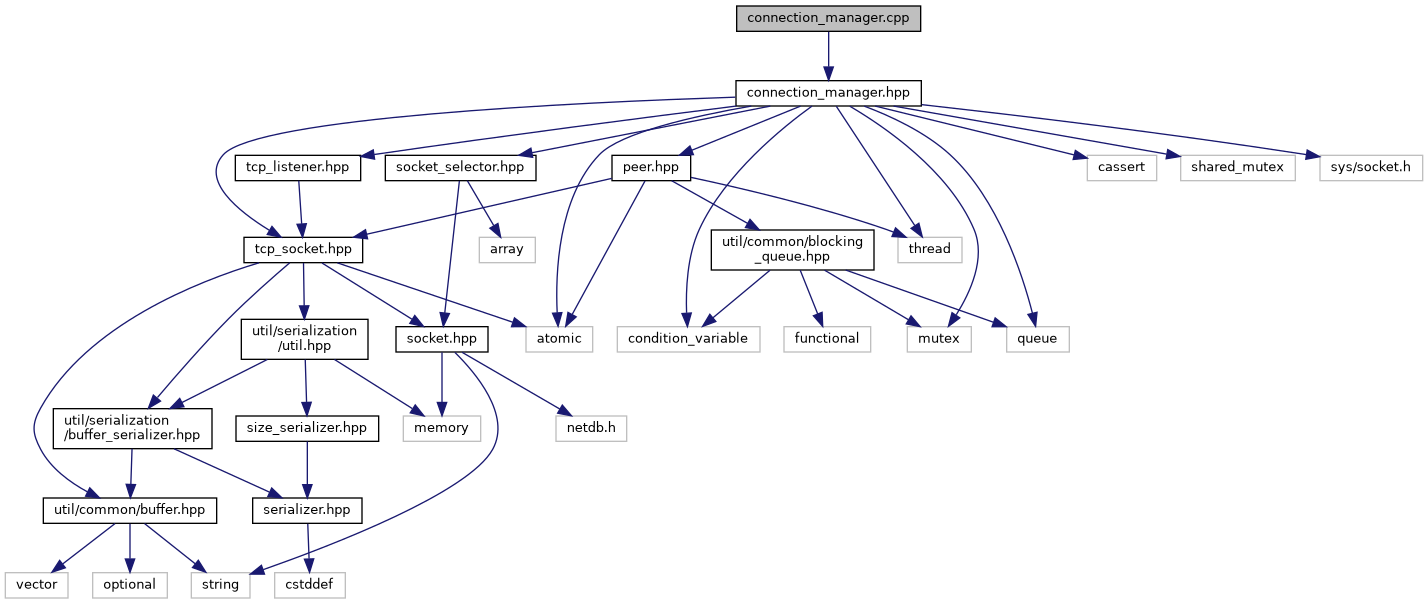 connection_manager.cpp
connection_manager.hpp
tcp_listener.hpp
socket_selector.hpp
peer.hpp
cassert
shared_mutex
sys/socket.h
tcp_socket.hpp
array
util/common/blocking
_queue.hpp
thread
util/serialization
/util.hpp
socket.hpp
atomic
condition_variable
functional
mutex
queue
util/serialization
/buffer_serializer.hpp
size_serializer.hpp
memory
netdb.h
util/common/buffer.hpp
serializer.hpp
vector
optional
string
cstddef